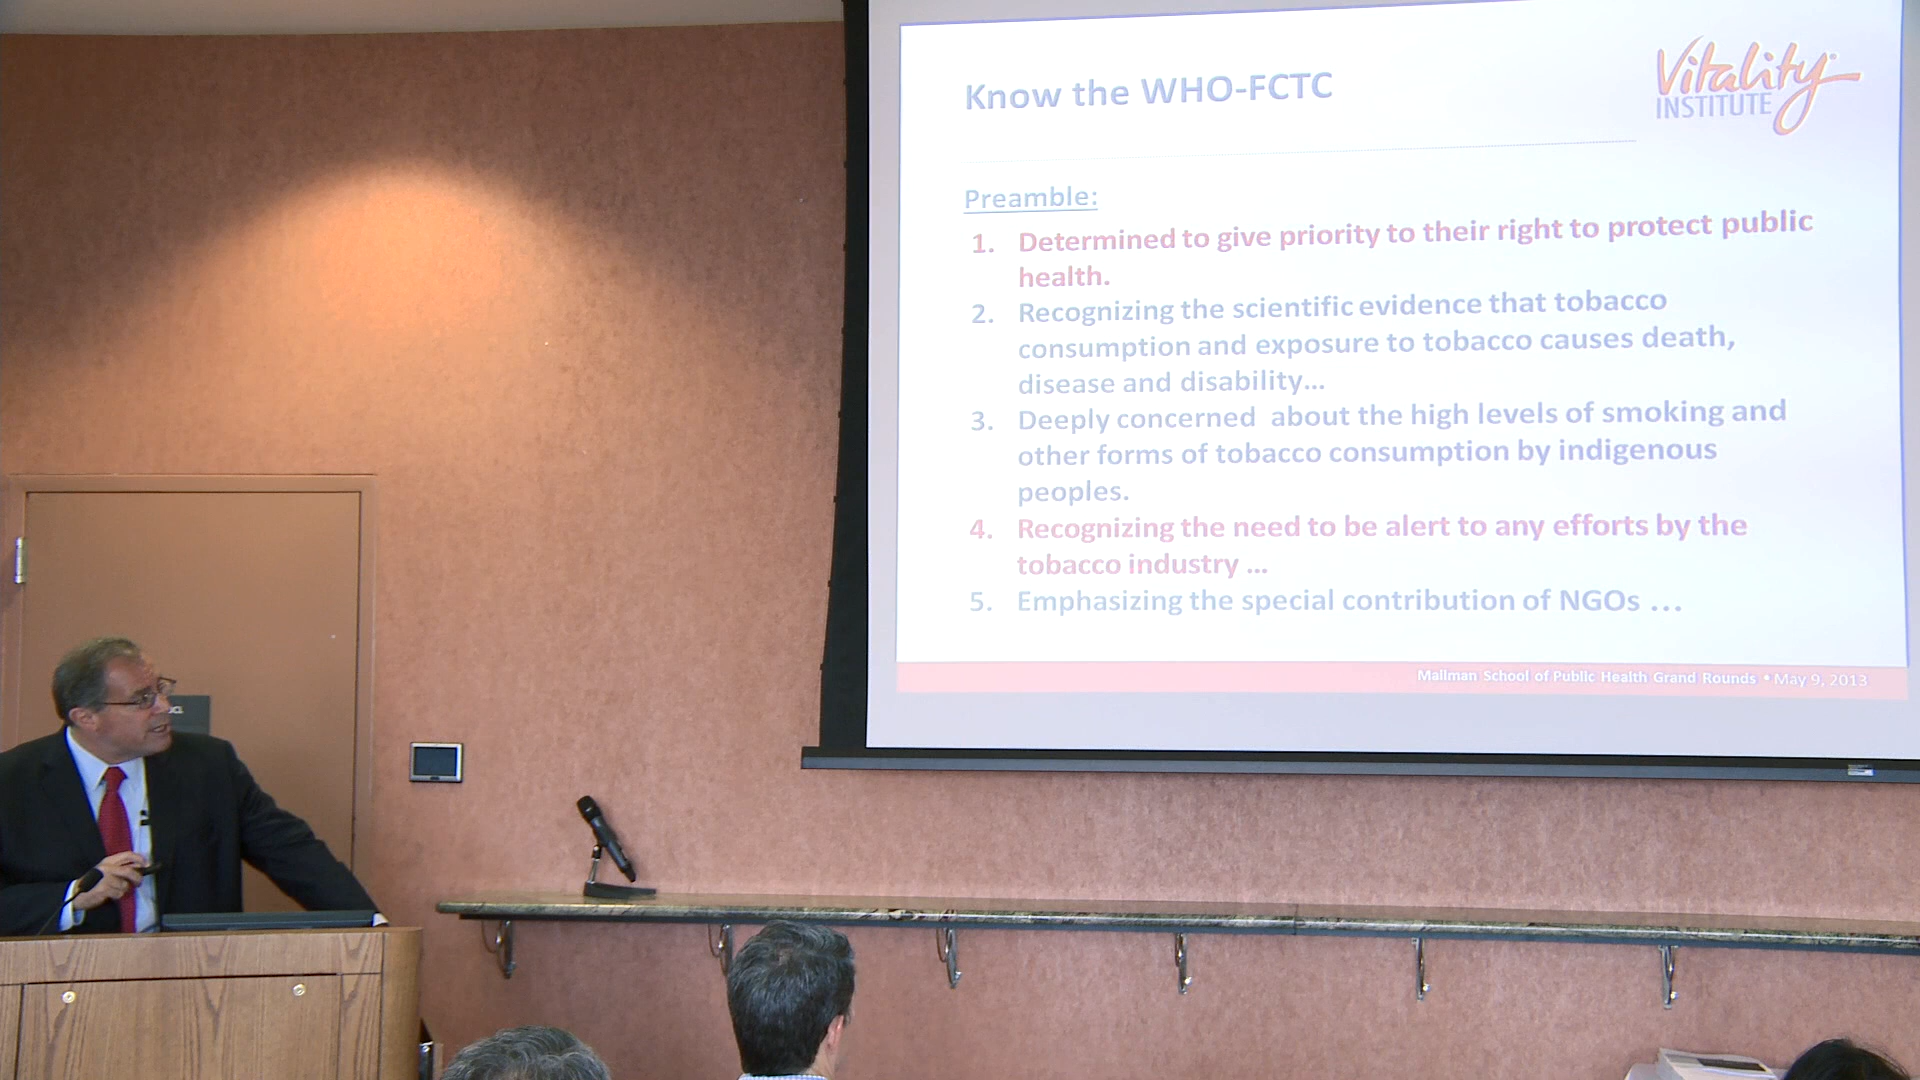 Know the WHO-FCTC
Vitality
INSTITUTE
Preamble:
1. Determined to give priority to their right to protect public
health.
2. Recognizing the scientific evidence that tobacco
consumption and exposure to tobacco causes death,
disease and disability...
3. Deeply concerned about the high levels of smoking and
other forms of tobacco consumption by indigenous
peoples.
4. Recognizing the need to be alert to any efforts by the
tobacco industry ...
5. Emphasizing the special contribution of NGOs ...
Mailman School of Public Health Grand Rounds • May 9, 2013